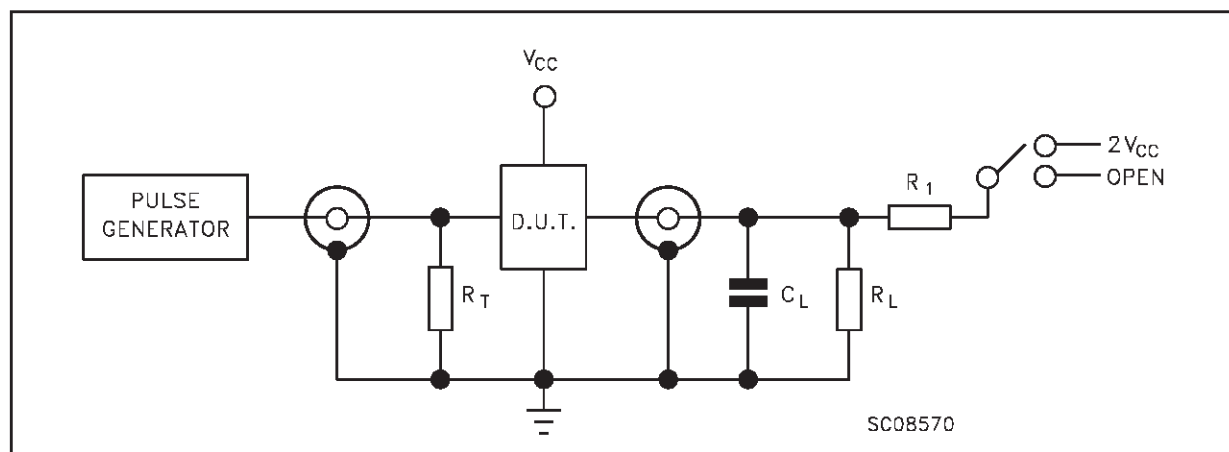 VCC
PULSE
GENERATOR
D.U.T.
RT
CL
RL
R1
2VCC
OPEN
SC08570